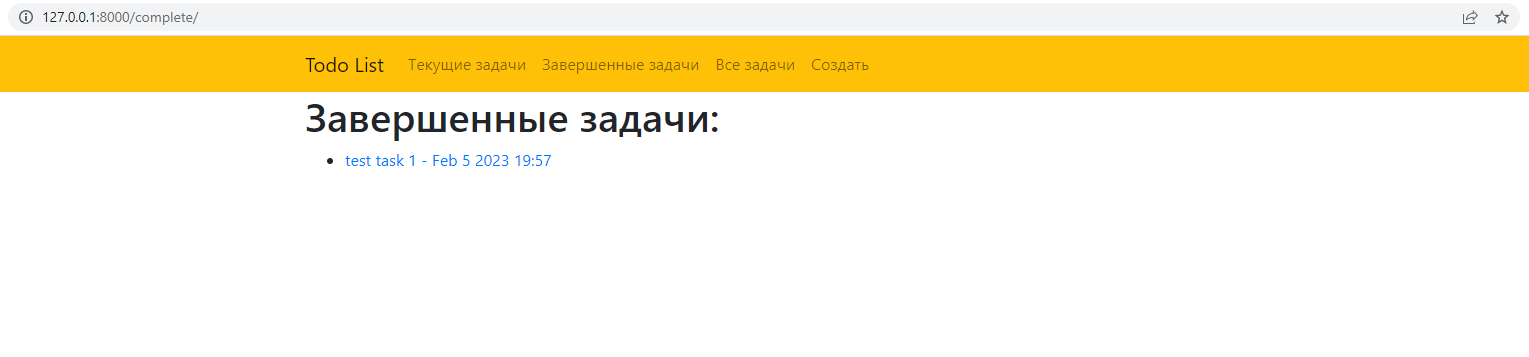 127.0.0.1:8000/complete/
Todo List Текущие задачи Завершенные задачи Все задачи Создать
Завершенные задачи:
test task 1 - Feb 5 2023 19:57